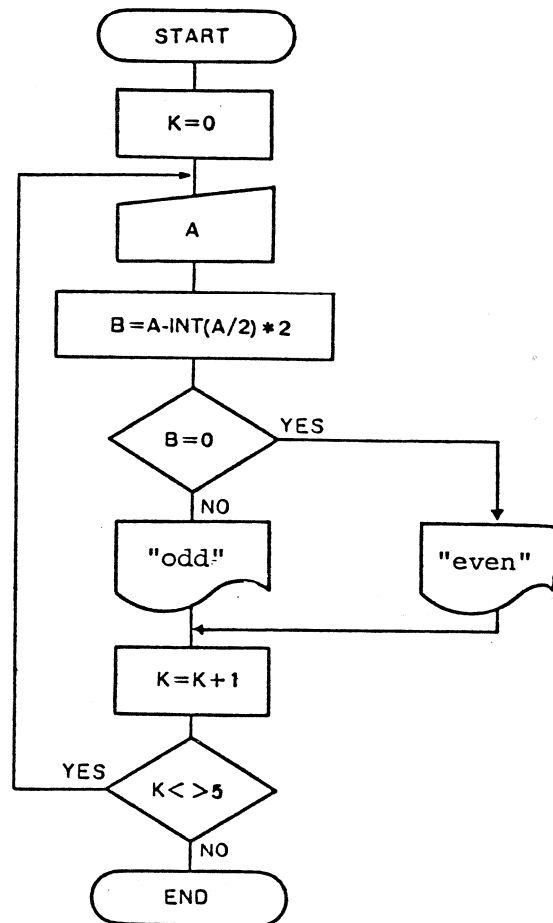 START
K=0
A
B=A-INT(A/2)*2
B=0
YES
NO
"odd"
"even"
K=K+1
YES
K<>5
NO
END